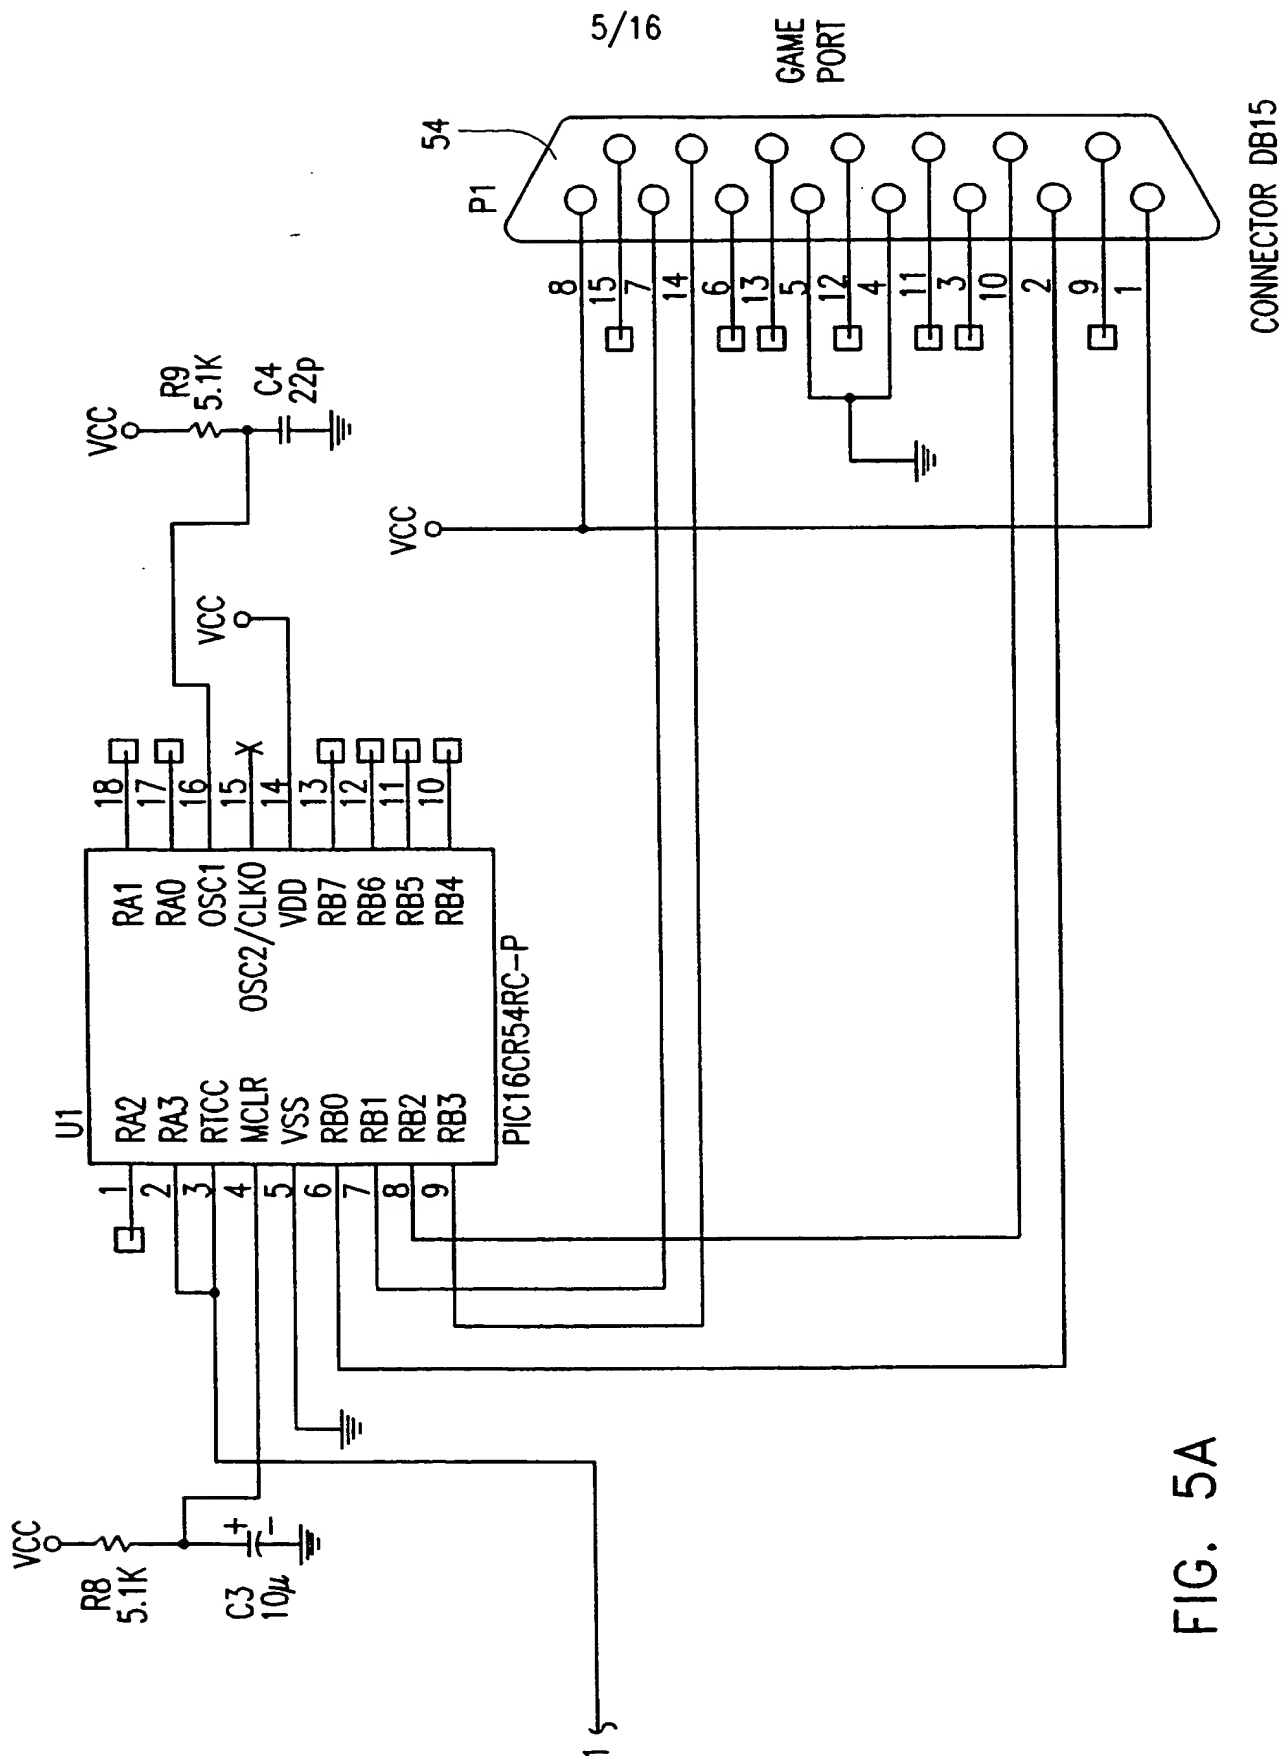 5/16
VCC
R8
5.1K
C3
10µ
+
-
VCC
R9
5.1K
C4
22p
VCC
U1
1 RA2
2 RA3
3 RTCC
4 MCLR
5 VSS
6 RB0
7 RB1
8 RB2
9 RB3
RA1 18
RA0 17
OSC1 16
OSC2/CLKO 15
VDD 14
RB7 13
RB6 12
RB5 11
RB4 10
X
PIC16CR54RC-P
VCC
P1
54
8
15
7
14
6
13
5
12
4
11
3
10
2
9
1
GAME
PORT
CONNECTOR DB15
FIG. 5A